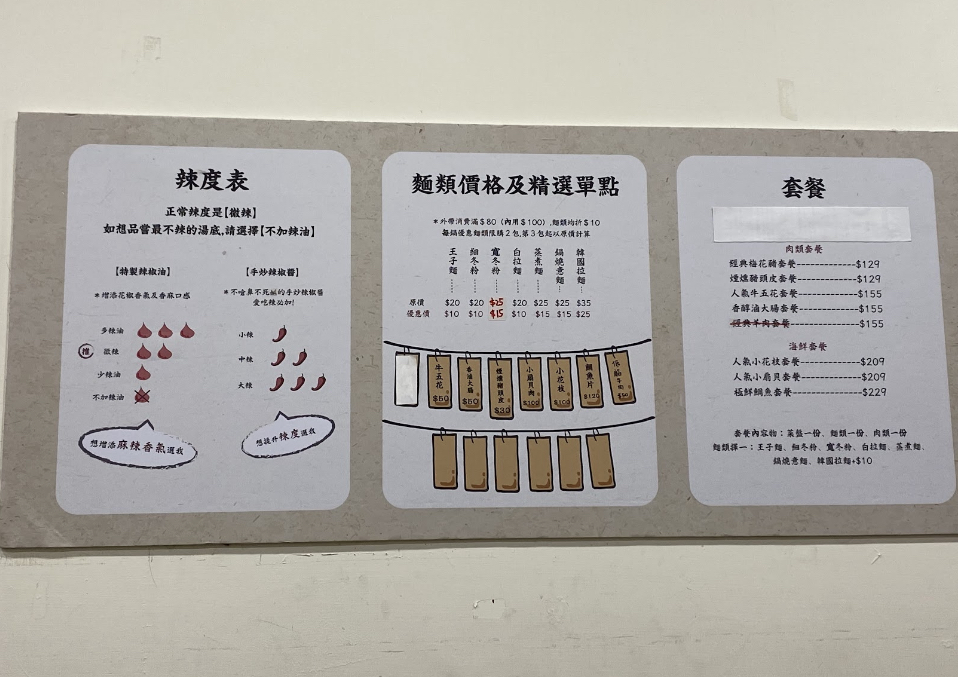 辣度表
正常辣度是【微辣】
如想品嘗最不辣的湯底,請選擇【不加辣油】
【特製辣椒油】
＊增添花椒香氣及香麻口感
多辣油
推 微辣
少辣油
不加辣油
想增添麻辣香氣選我
【手炒辣椒醬】
＊不嗆鼻不死鹹的手炒辣椒醬
愛吃辣必加!
小辣
中辣
大辣
想提升辣度選我
麵類價格及精選單點
＊外帶消費滿$80 (內用$100) ,麵類均折$10
每鍋優惠麵類限購2包,第3包起以原價計算
王子麵 細冬粉 寬冬粉 白拉麵 蒸煮麵 鍋燒意麵 韓國拉麵
原價 $20 $20 $25 $20 $25 $25 $35
優惠價 $10 $10 $15 $10 $15 $15 $25
牛五花 $50
香滷大腸 $50
煙燻豬頭皮 $30
小扇貝肉 $100
小花枝 $100
鯛魚片 $120
$50
套餐
肉類套餐
經典梅花豬套餐-------------$129
煙燻豬頭皮套餐-------------$129
人氣牛五花套餐-------------$155
香醇滷大腸套餐-------------$155
經典羊肉套餐--------------$155
海鮮套餐
人氣小花枝套餐------------$209
人氣小扇貝套餐------------$209
極鮮鯛魚套餐--------------$229
套餐內容物：菜盤一份、麵類一份、肉類一份
麵類擇一：王子麵、細冬粉、寬冬粉、白拉麵、蒸煮麵、
鍋燒意麵、韓國拉麵+$10